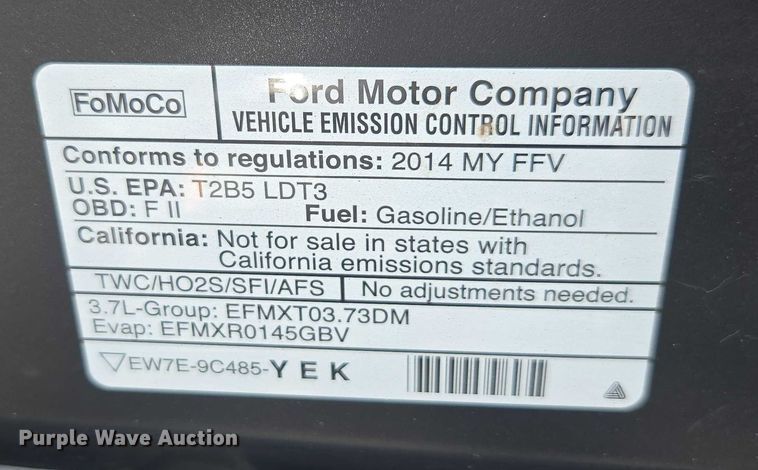 FoMoCo
Ford Motor Company
VEHICLE EMISSION CONTROL INFORMATION
Conforms to regulations: 2014 MY FFV
U.S. EPA: T2B5 LDT3
OBD: F II Fuel: Gasoline/Ethanol
California: Not for sale in states with
California emissions standards.
TWC/HO2S/SFI/AFS No adjustments needed.
3.7L-Group: EFMXT03.73DM
Evap: EFMXR0145GBV
EW7E-9C485-Y E K
Purple Wave Auction